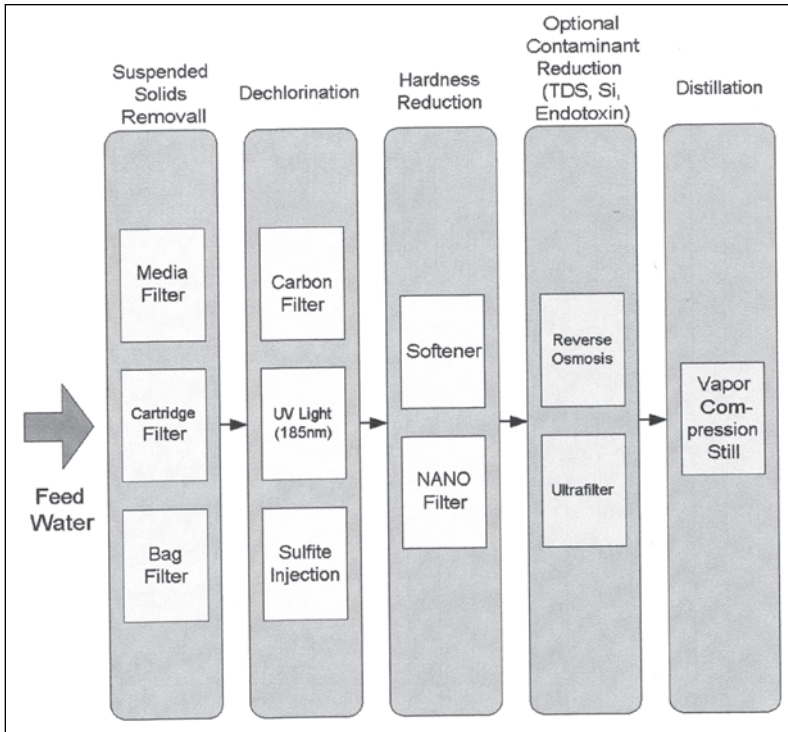 Suspended
Solids
Removall
Dechlorination
Hardness
Reduction
Optional
Contaminant
Reduction
(TDS, Si,
Endotoxin)
Distillation
Feed
Water
Media
Filter
Cartridge
Filter
Bag
Filter
Carbon
Filter
UV Light
(185nm)
Sulfite
Injection
Softener
NANO
Filter
Reverse
Osmosis
Ultrafilter
Vapor
Com-
pression
Still